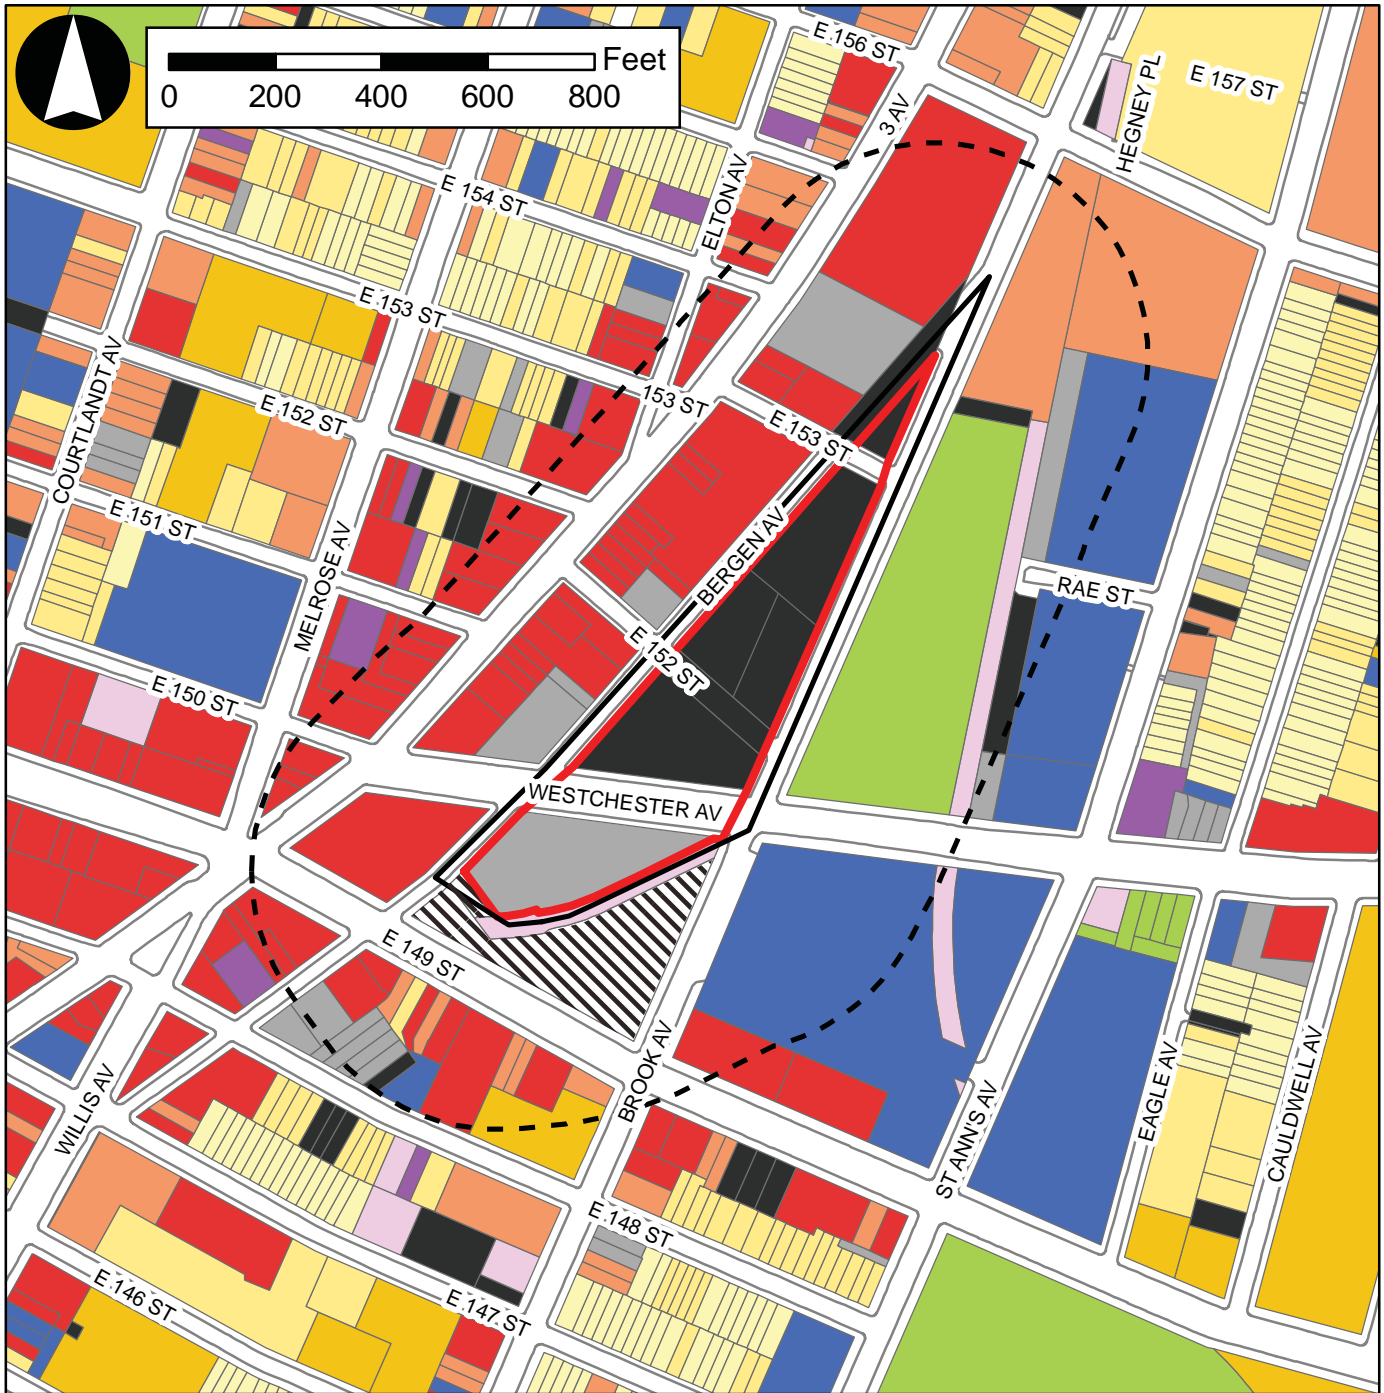 Feet
0 200 400 600 800
E 156 ST
3 AV
HEGNEY PL
E 157 ST
E 154 ST
ELTON AV
E 153 ST
COURTLANDT AV
E 152 ST
153 ST
E 153 ST
E 151 ST
MELROSE AV
BERGEN AV
RAE ST
E 152 ST
E 150 ST
WESTCHESTER AV
E 149 ST
WILLIS AV
BROOK AV
ST ANN'S AV
EAGLE AV
CAULDWELL AV
E 148 ST
E 146 ST
E 147 ST